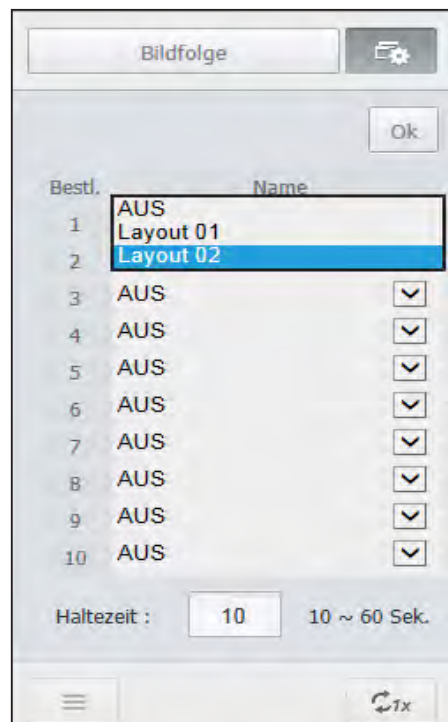 Bildfolge
Ok
Bestl. Name
1 AUS
Layout 01
2 Layout 02
3 AUS
4 AUS
5 AUS
6 AUS
7 AUS
8 AUS
9 AUS
10 AUS
Haltezeit : 10 10 ~ 60 Sek.
1x